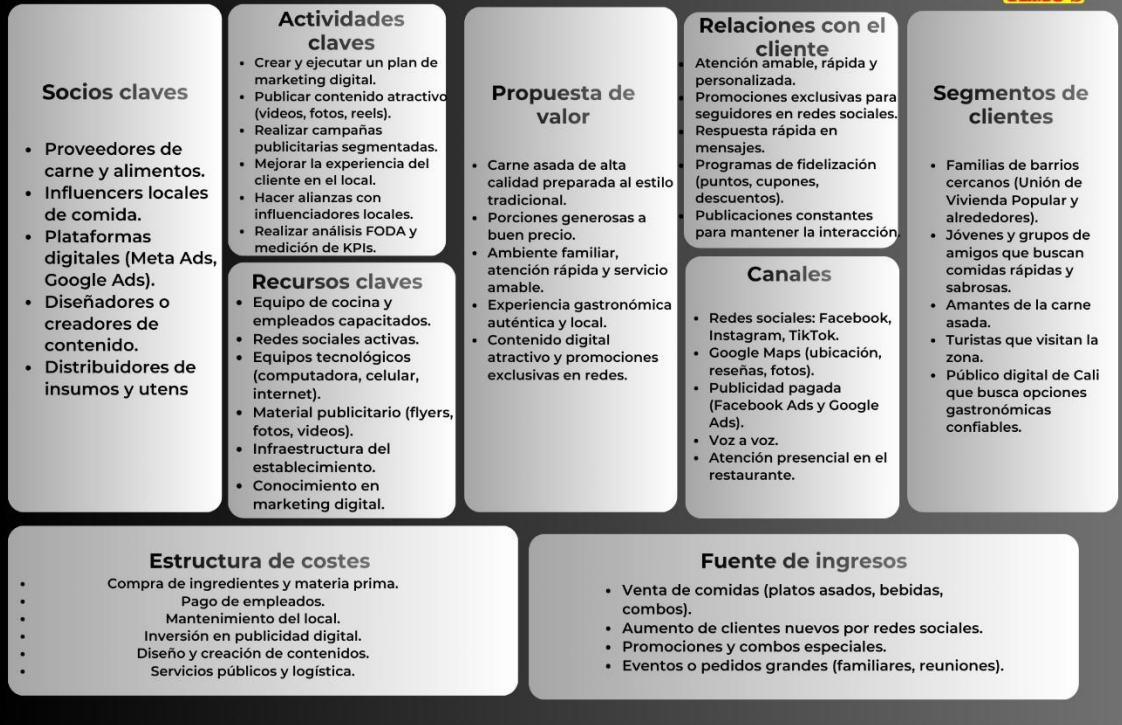 Socios claves
• Proveedores de
carne y alimentos.
• Influencers locales
de comida.
• Plataformas
digitales (Meta Ads,
Google Ads).
• Diseñadores o
creadores de
contenido.
• Distribuidores de
insumos y utens
Actividades
claves
• Crear y ejecutar un plan de
marketing digital.
• Publicar contenido atractivo
(videos, fotos, reels).
• Realizar campañas
publicitarias segmentadas.
• Mejorar la experiencia del
cliente en el local.
• Hacer alianzas con
influenciadores locales.
• Realizar análisis FODA y
medición de KPIs.
Recursos claves
• Equipo de cocina y
empleados capacitados.
• Redes sociales activas.
• Equipos tecnológicos
(computadora, celular,
internet).
• Material publicitario (flyers,
fotos, videos).
• Infraestructura del
establecimiento.
• Conocimiento en
marketing digital.
Propuesta de
valor
• Carne asada de alta
calidad preparada al estilo
tradicional.
• Porciones generosas a
buen precio.
• Ambiente familiar,
atención rápida y servicio
amable.
• Experiencia gastronómica
auténtica y local.
• Contenido digital
atractivo y promociones
exclusivas en redes.
Relaciones con el
cliente
• Atención amable, rápida y
personalizada.
• Promociones exclusivas para
seguidores en redes sociales.
• Respuesta rápida en
mensajes.
• Programas de fidelización
(puntos, cupones,
descuentos).
• Publicaciones constantes
para mantener la interacción.
Canales
• Redes sociales: Facebook,
Instagram, TikTok.
• Google Maps (ubicación,
reseñas, fotos).
• Publicidad pagada
(Facebook Ads y Google
Ads).
• Voz a voz.
• Atención presencial en el
restaurante.
Segmentos de
clientes
• Familias de barrios
cercanos (Unión de
Vivienda Popular y
alrededores).
• Jóvenes y grupos de
amigos que buscan
comidas rápidas y
sabrosas.
• Amantes de la carne
asada.
• Turistas que visitan la
zona.
• Público digital de Cali
que busca opciones
gastronómicas
confiables.
Estructura de costes
• Compra de ingredientes y materia prima.
• Pago de empleados.
• Mantenimiento del local.
• Inversión en publicidad digital.
• Diseño y creación de contenidos.
• Servicios públicos y logística.
Fuente de ingresos
• Venta de comidas (platos asados, bebidas,
combos).
• Aumento de clientes nuevos por redes sociales.
• Promociones y combos especiales.
• Eventos o pedidos grandes (familiares, reuniones).